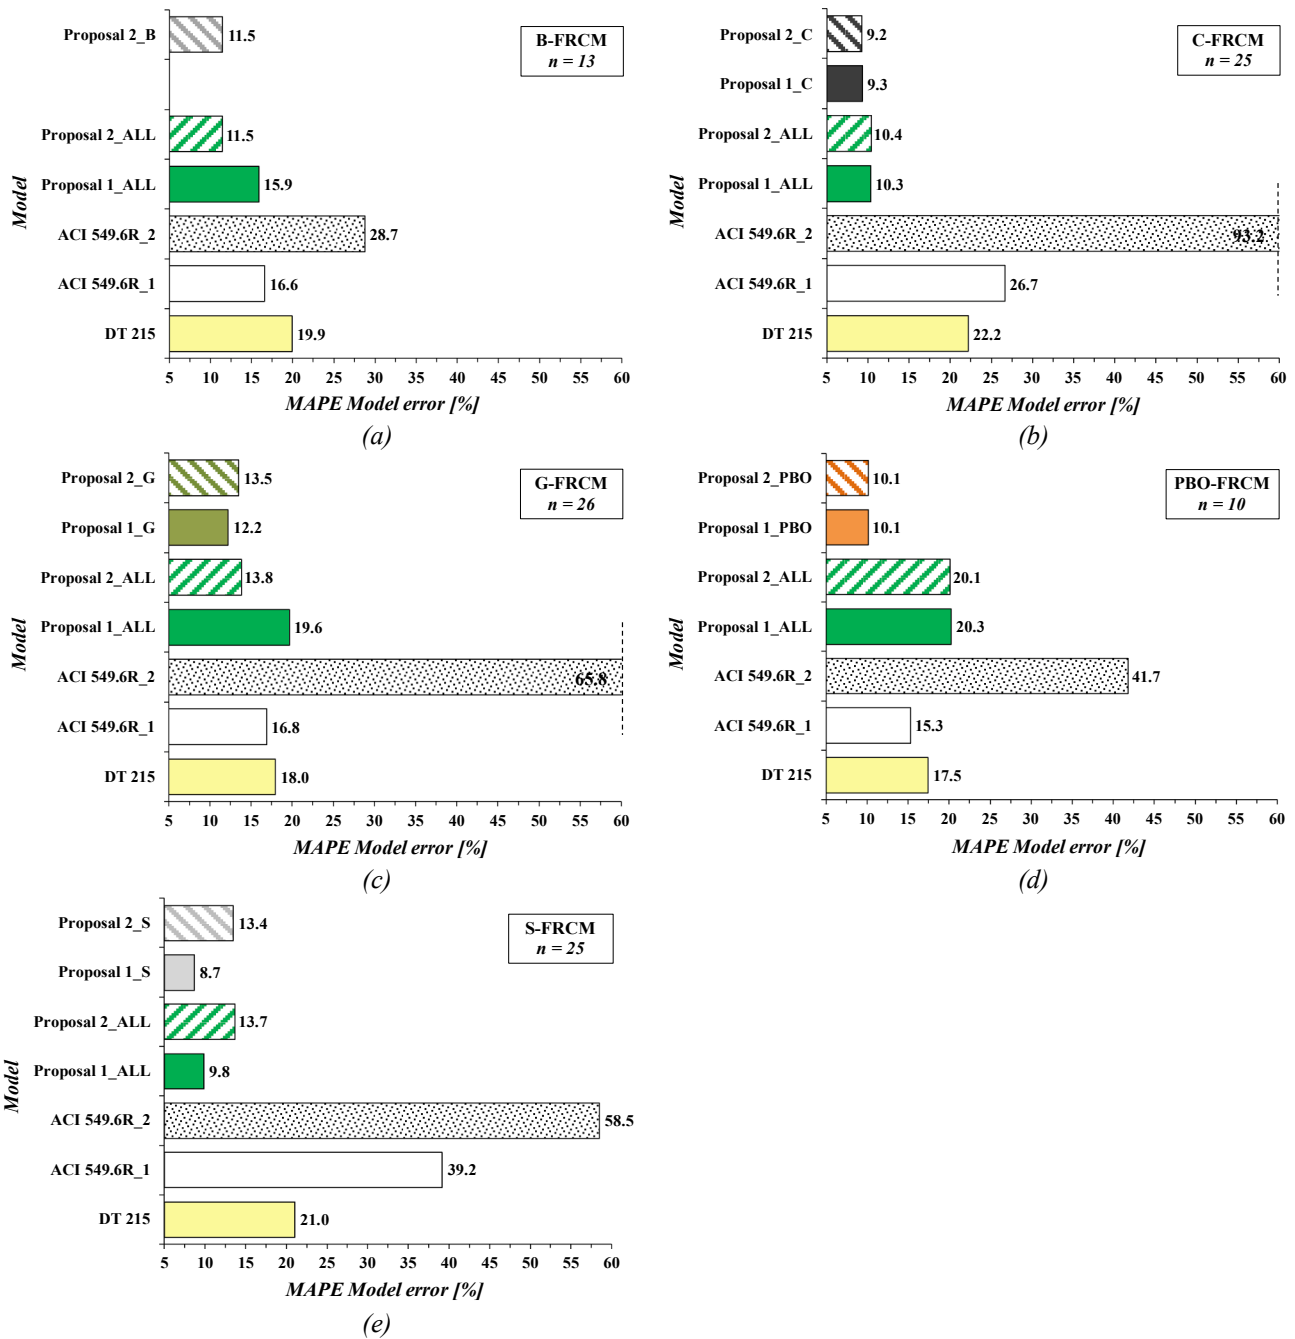 Proposal 2_B
11.5
B-FRCM
n = 13
Proposal 2_ALL
11.5
Proposal 1_ALL
15.9
ACI 549.6R_2
28.7
ACI 549.6R_1
16.6
DT 215
19.9
Model
5 10 15 20 25 30 35 40 45 50 55 60
MAPE Model error [%]
(a)
Proposal 2_C
9.2
C-FRCM
n = 25
Proposal 1_C
9.3
Proposal 2_ALL
10.4
Proposal 1_ALL
10.3
ACI 549.6R_2
93.2
ACI 549.6R_1
26.7
DT 215
22.2
Model
5 10 15 20 25 30 35 40 45 50 55 60
MAPE Model error [%]
(b)
Proposal 2_G
13.5
G-FRCM
n = 26
Proposal 1_G
12.2
Proposal 2_ALL
13.8
Proposal 1_ALL
19.6
ACI 549.6R_2
65.8
ACI 549.6R_1
16.8
DT 215
18.0
Model
5 10 15 20 25 30 35 40 45 50 55 60
MAPE Model error [%]
(c)
Proposal 2_PBO
10.1
PBO-FRCM
n = 10
Proposal 1_PBO
10.1
Proposal 2_ALL
20.1
Proposal 1_ALL
20.3
ACI 549.6R_2
41.7
ACI 549.6R_1
15.3
DT 215
17.5
Model
5 10 15 20 25 30 35 40 45 50 55 60
MAPE Model error [%]
(d)
Proposal 2_S
13.4
S-FRCM
n = 25
Proposal 1_S
8.7
Proposal 2_ALL
13.7
Proposal 1_ALL
9.8
ACI 549.6R_2
58.5
ACI 549.6R_1
39.2
DT 215
21.0
Model
5 10 15 20 25 30 35 40 45 50 55 60
MAPE Model error [%]
(e)